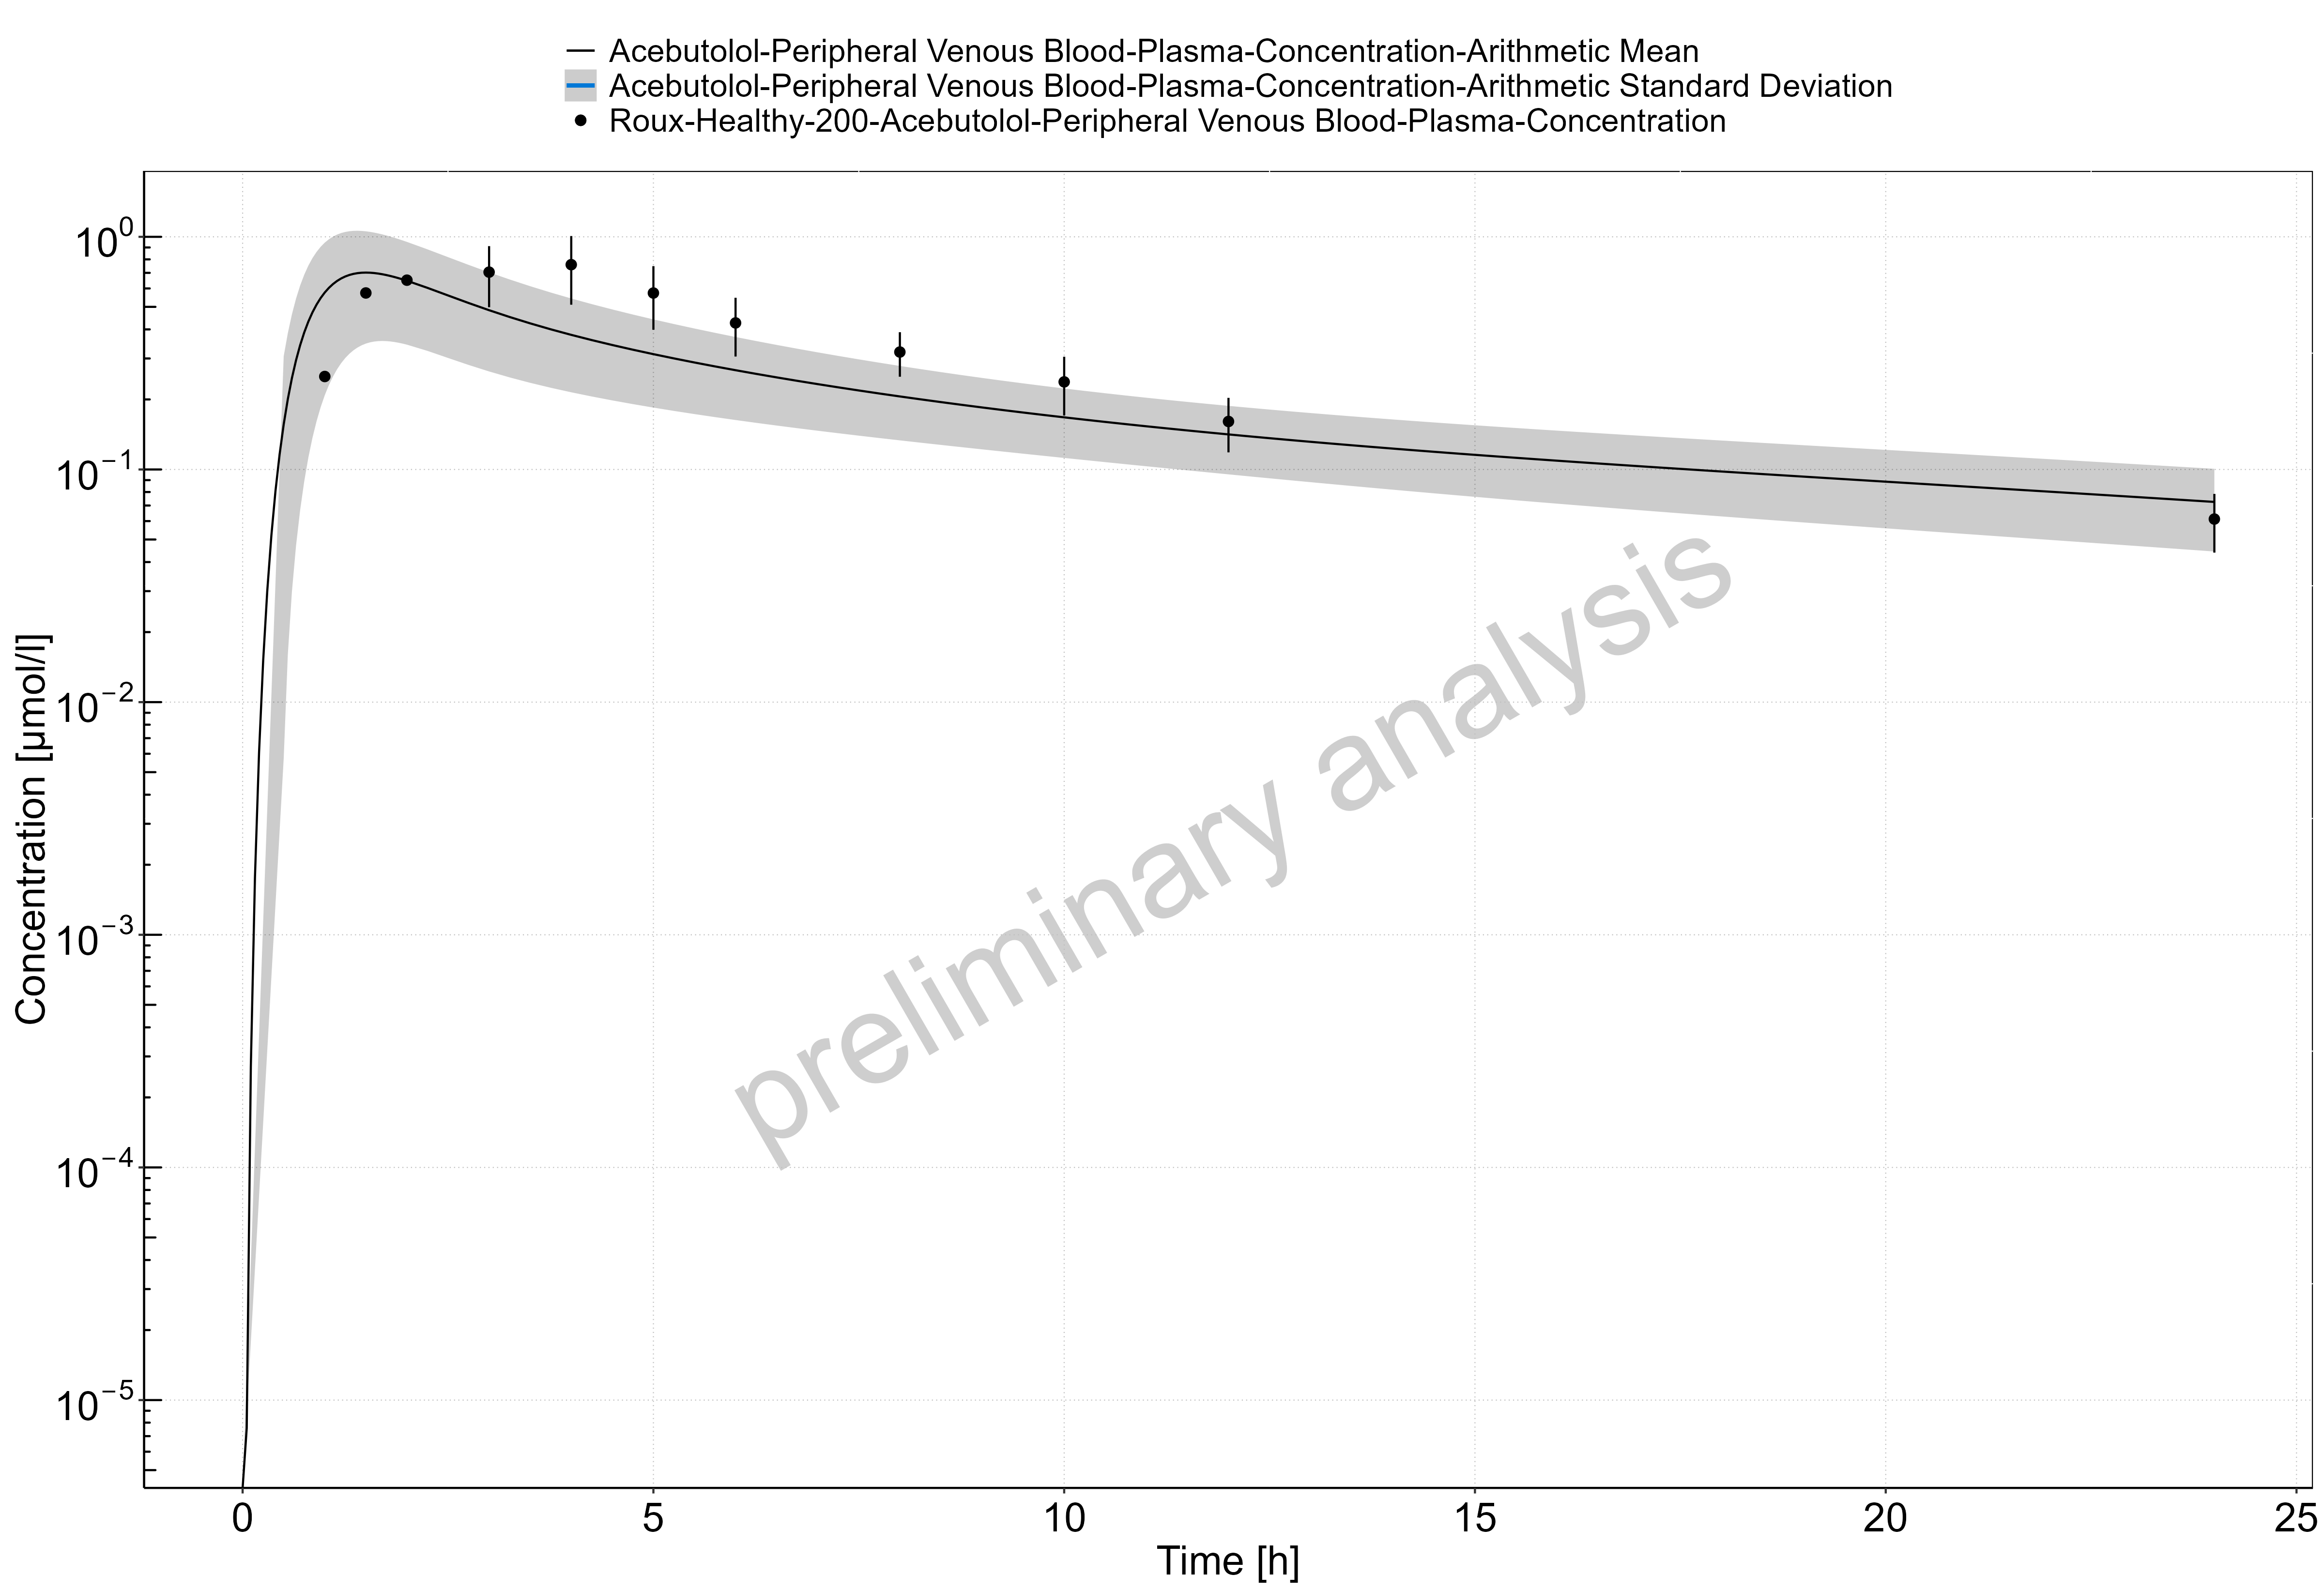 Acebutolol-Peripheral Venous Blood-Plasma-Concentration-Arithmetic Mean
Acebutolol-Peripheral Venous Blood-Plasma-Concentration-Arithmetic Standard Deviation
Roux-Healthy-200-Acebutolol-Peripheral Venous Blood-Plasma-Concentration
10⁰
10⁻¹
10⁻²
10⁻³
10⁻⁴
10⁻⁵
Concentration [µmol/l]
preliminary analysis
0 5 10 15 20 25
Time [h]